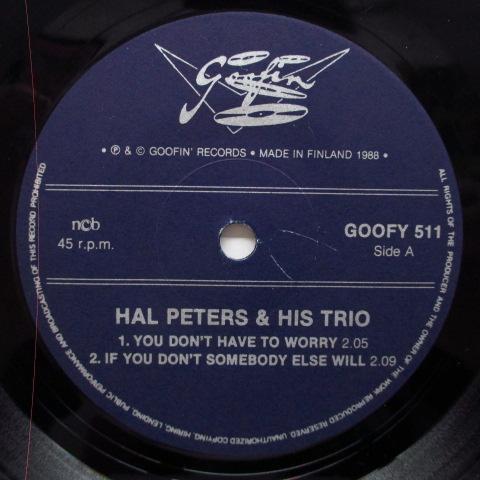 Goofin'
• ℗ & © GOOFIN' RECORDS • MADE IN FINLAND 1988 •
ncb
45 r.p.m.
GOOFY 511
Side A
HAL PETERS & HIS TRIO
1. YOU DON'T HAVE TO WORRY 2.05
2. IF YOU DON'T SOMEBODY ELSE WILL 2.09
ALL RIGHTS OF THE PRODUCER AND THE OWNER OF THE WORK REPRODUCED RESERVED. UNAUTHORIZED COPYING, HIRING, LENDING, PUBLIC PERFORMANCE AND BROADCASTING OF THIS RECORD PROHIBITED